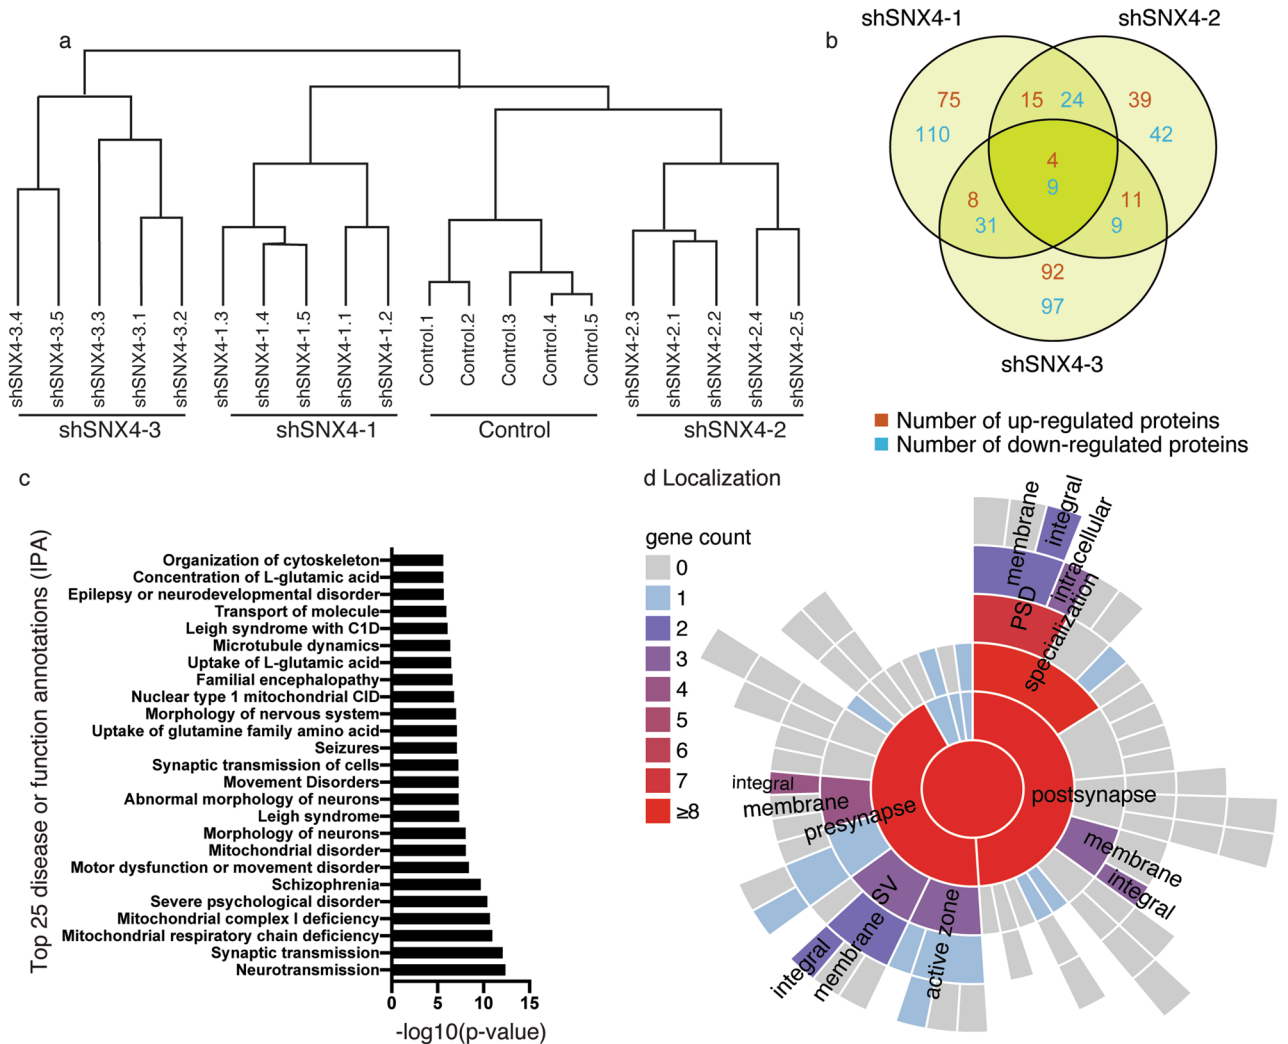 a
shSNX4-3.4
shSNX4-3.5
shSNX4-3.3
shSNX4-3.1
shSNX4-3.2
shSNX4-1.3
shSNX4-1.4
shSNX4-1.5
shSNX4-1.1
shSNX4-1.2
Control.1
Control.2
Control.3
Control.4
Control.5
shSNX4-2.3
shSNX4-2.1
shSNX4-2.2
shSNX4-2.4
shSNX4-2.5
shSNX4-3
shSNX4-1
Control
shSNX4-2
b
shSNX4-1
shSNX4-2
75
15
24
39
110
42
4
9
8
11
31
9
92
97
shSNX4-3
Number of up-regulated proteins
Number of down-regulated proteins
c
Top 25 disease or function annotations (IPA)
Organization of cytoskeleton
Concentration of L-glutamic acid
Epilepsy or neurodevelopmental disorder
Transport of molecule
Leigh syndrome with C1D
Microtubule dynamics
Uptake of L-glutamic acid
Familial encephalopathy
Nuclear type 1 mitochondrial CID
Morphology of nervous system
Uptake of glutamine family amino acid
Seizures
Synaptic transmission of cells
Movement Disorders
Abnormal morphology of neurons
Leigh syndrome
Morphology of neurons
Mitochondrial disorder
Motor dysfunction or movement disorder
Schizophrenia
Severe psychological disorder
Mitochondrial complex I deficiency
Mitochondrial respiratory chain deficiency
Synaptic transmission
Neurotransmission
0
5
10
15
-log10(p-value)
d Localization
gene count
0
1
2
3
4
5
6
7
≥8
membrane
integral
intracellular
PSD
specialization
postsynapse
membrane
integral
integral
membrane
presynapse
SV
active zone
membrane
integral